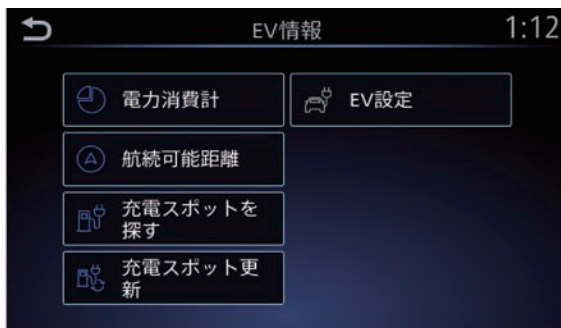 EV情報
1:12
電力消費計
EV設定
航続可能距離
充電スポットを
探す
充電スポット更
新